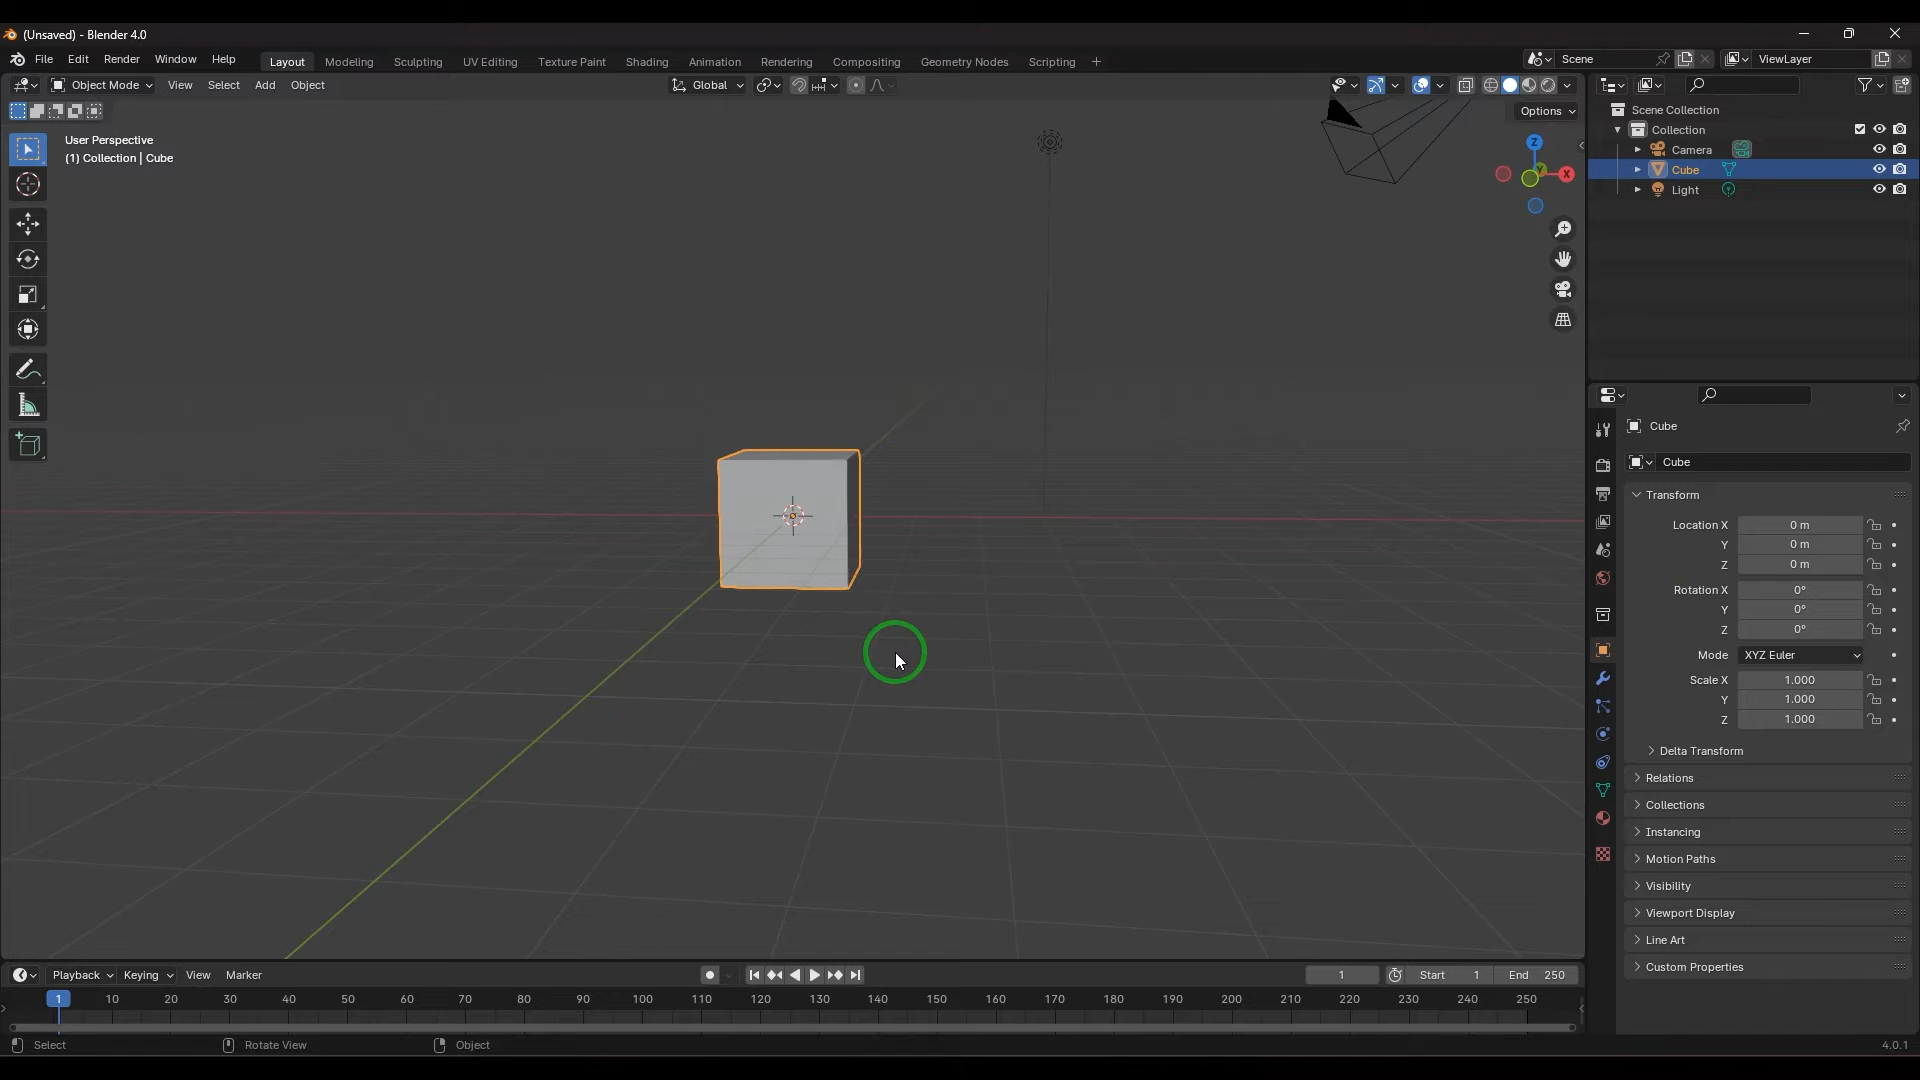 (Unsaved) - Blender 4.0
File Edit Render Window Help Layout Modeling Sculpting UV Editing Texture Paint Shading Animation Rendering Compositing Geometry Nodes Scripting + Scene ViewLayer
Object Mode View Select Add Object Global
Options
User Perspective
(1) Collection | Cube
Z
Y
X
Scene Collection
Collection
Camera
Cube
Light
Cube
Cube
Transform
Location X 0 m
Y 0 m
Z 0 m
Rotation X 0°
Y 0°
Z 0°
Mode XYZ Euler
Scale X 1.000
Y 1.000
Z 1.000
Delta Transform
Relations
Collections
Instancing
Motion Paths
Visibility
Viewport Display
Line Art
Custom Properties
Playback Keying View Marker 1 Start 1 End 250
1 10 20 30 40 50 60 70 80 90 100 110 120 130 140 150 160 170 180 190 200 210 220 230 240 250
Select Rotate View Object 4.0.1